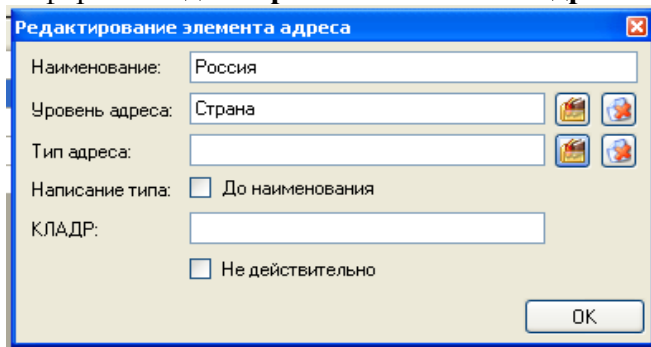 Редактирование элемента адреса
Наименование: Россия
Уровень адреса: Страна
Тип адреса:
Написание типа: До наименования
КЛАДР:
Не действительно
OK